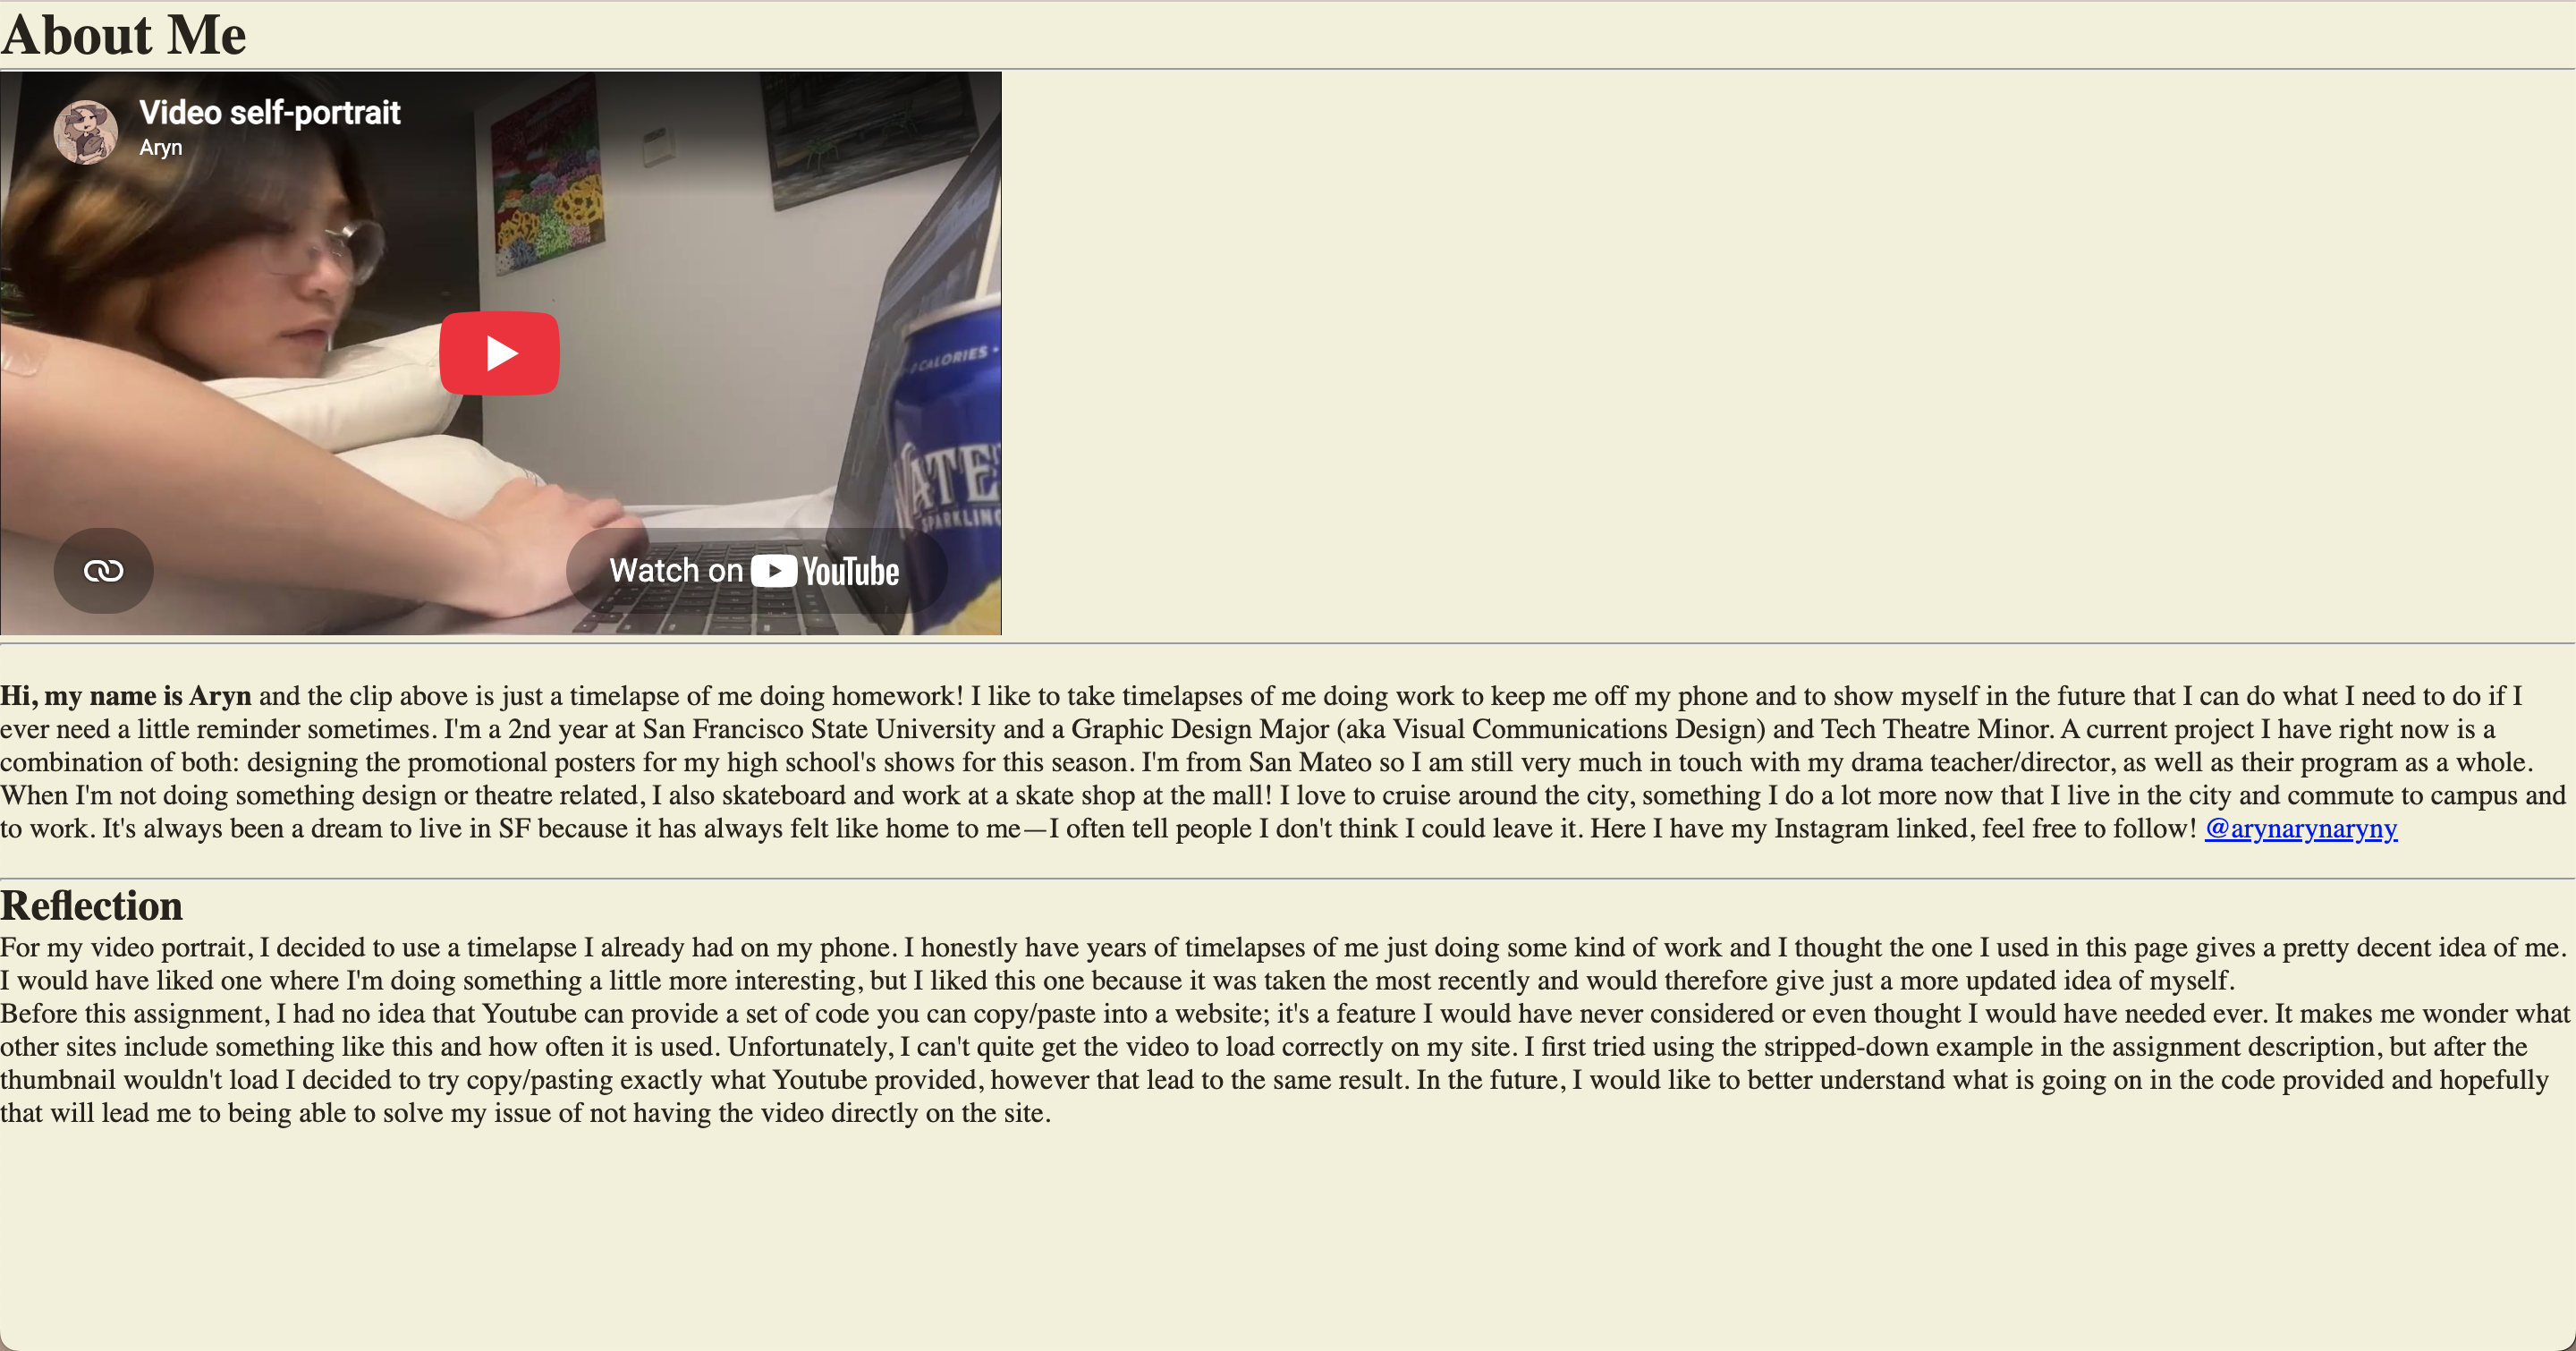 About Me
Video self-portrait
Aryn
CALORIES •
WATE
SPARKLING
Watch on YouTube
Hi, my name is Aryn and the clip above is just a timelapse of me doing homework! I like to take timelapses of me doing work to keep me off my phone and to show myself in the future that I can do what I need to do if I
ever need a little reminder sometimes. I'm a 2nd year at San Francisco State University and a Graphic Design Major (aka Visual Communications Design) and Tech Theatre Minor. A current project I have right now is a
combination of both: designing the promotional posters for my high school's shows for this season. I'm from San Mateo so I am still very much in touch with my drama teacher/director, as well as their program as a whole.
When I'm not doing something design or theatre related, I also skateboard and work at a skate shop at the mall! I love to cruise around the city, something I do a lot more now that I live in the city and commute to campus and
to work. It's always been a dream to live in SF because it has always felt like home to me—I often tell people I don't think I could leave it. Here I have my Instagram linked, feel free to follow! @arynarynaryny
Reflection
For my video portrait, I decided to use a timelapse I already had on my phone. I honestly have years of timelapses of me just doing some kind of work and I thought the one I used in this page gives a pretty decent idea of me.
I would have liked one where I'm doing something a little more interesting, but I liked this one because it was taken the most recently and would therefore give just a more updated idea of myself.
Before this assignment, I had no idea that Youtube can provide a set of code you can copy/paste into a website; it's a feature I would have never considered or even thought I would have needed ever. It makes me wonder what
other sites include something like this and how often it is used. Unfortunately, I can't quite get the video to load correctly on my site. I first tried using the stripped-down example in the assignment description, but after the
thumbnail wouldn't load I decided to try copy/pasting exactly what Youtube provided, however that lead to the same result. In the future, I would like to better understand what is going on in the code provided and hopefully
that will lead me to being able to solve my issue of not having the video directly on the site.